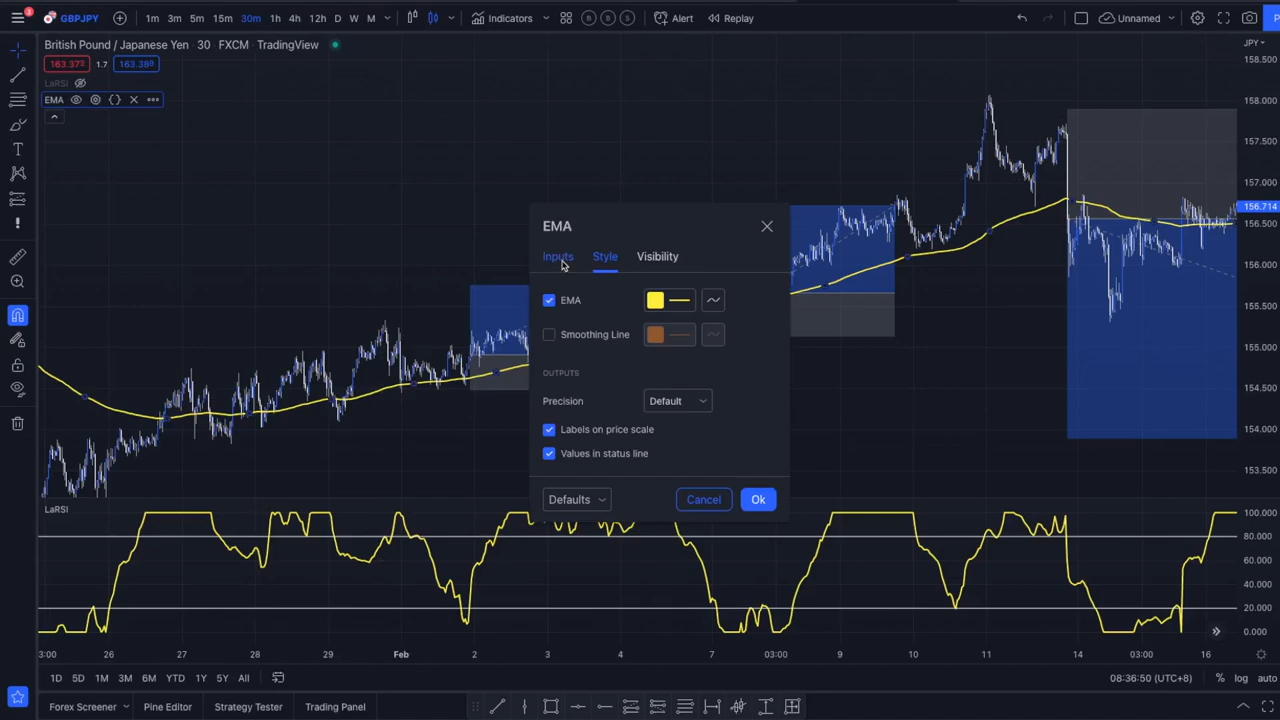 GBPJPY 1m 3m 5m 15m 30m 1h 4h 12h D W M Indicators B B S Alert Replay Unnamed P
British Pound / Japanese Yen · 30 · FXCM · TradingView
JPY
163.373 1.7 163.380
LaRSI
EMA
158.500
158.000
157.500
157.000
156.714
156.500
156.000
155.500
155.000
154.500
154.000
153.500
EMA
Inputs Style Visibility
EMA
Smoothing Line
OUTPUTS
Precision Default
Labels on price scale
Values in status line
Defaults Cancel Ok
LaRSI
100.000
80.000
60.000
40.000
20.000
0.000
3:00 26 27 28 29 31 Feb 2 3 4 7 03:00 9 10 11 14 03:00 16
1D 5D 1M 3M 6M YTD 1Y 5Y All 08:36:50 (UTC+8) % log auto
Forex Screener Pine Editor Strategy Tester Trading Panel